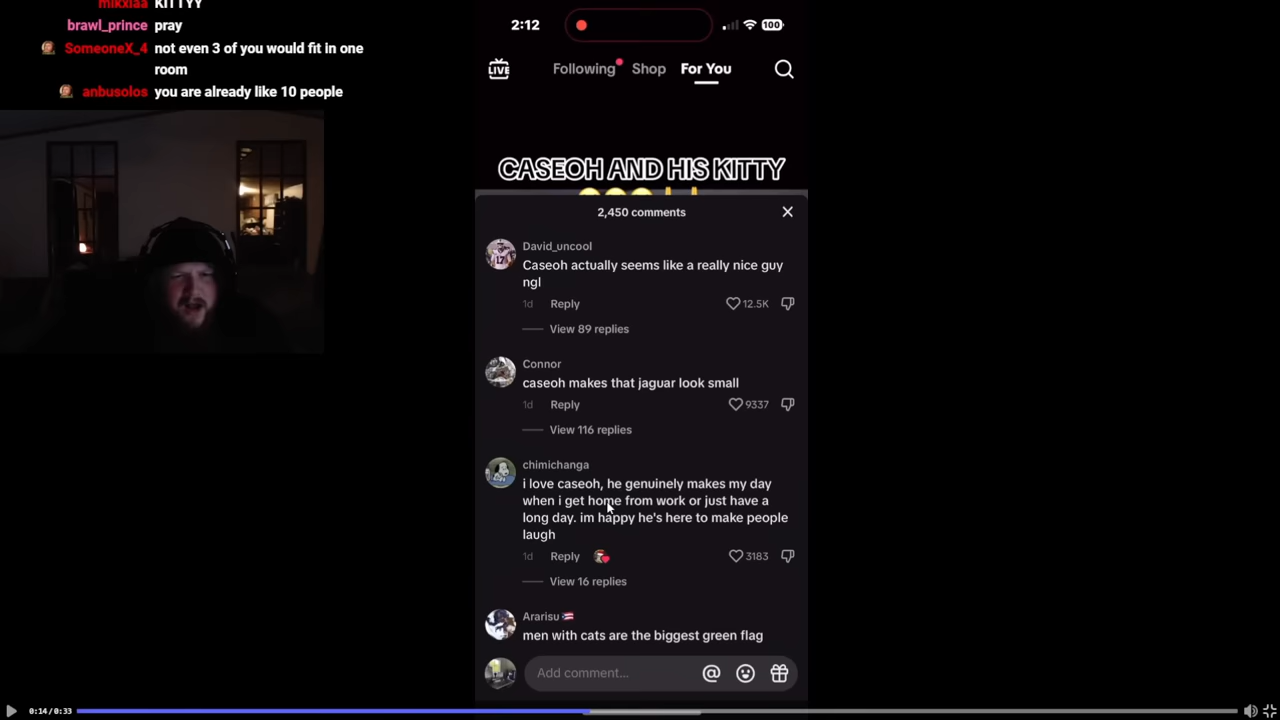 mikxiaa KITTYY
brawl_prince pray
SomeoneX_4 not even 3 of you would fit in one
room
anbusolos you are already like 10 people
2:12
100
LIVE
Following
Shop
For You
CASEOH AND HIS KITTY
2,450 comments
David_uncool
Caseoh actually seems like a really nice guy
ngl
1d Reply 12.5K
View 89 replies
Connor
caseoh makes that jaguar look small
1d Reply 9337
View 116 replies
chimichanga
i love caseoh, he genuinely makes my day
when i get home from work or just have a
long day. im happy he's here to make people
laugh
1d Reply 3183
View 16 replies
Ararisu
men with cats are the biggest green flag
Add comment...
0:14/0:33